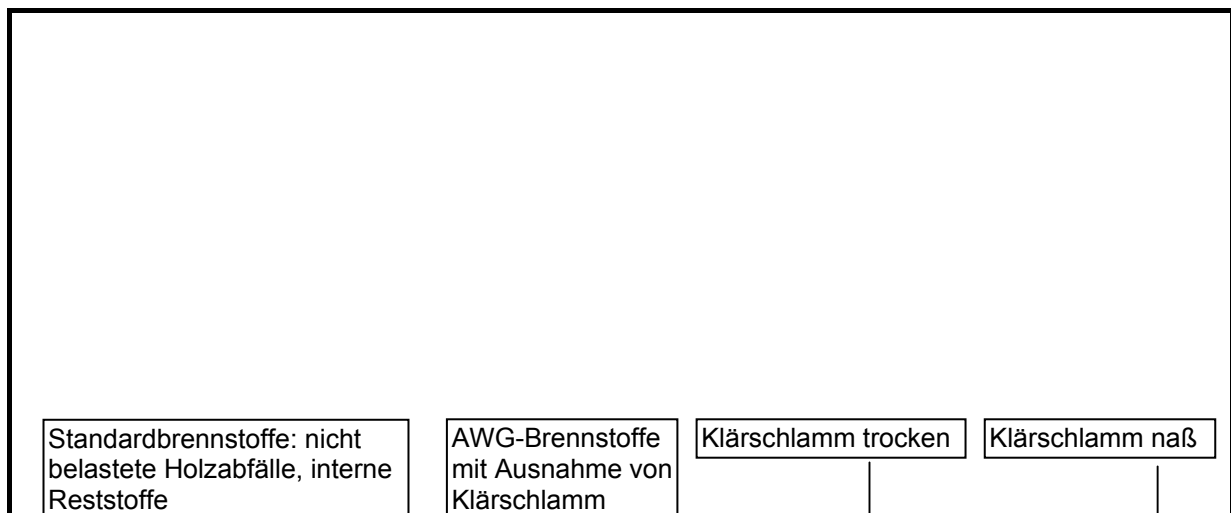 Standardbrennstoffe: nicht
belastete Holzabfälle, interne
Reststoffe
AWG-Brennstoffe
mit Ausnahme von
Klärschlamm
Klärschlamm trocken
Klärschlamm naß